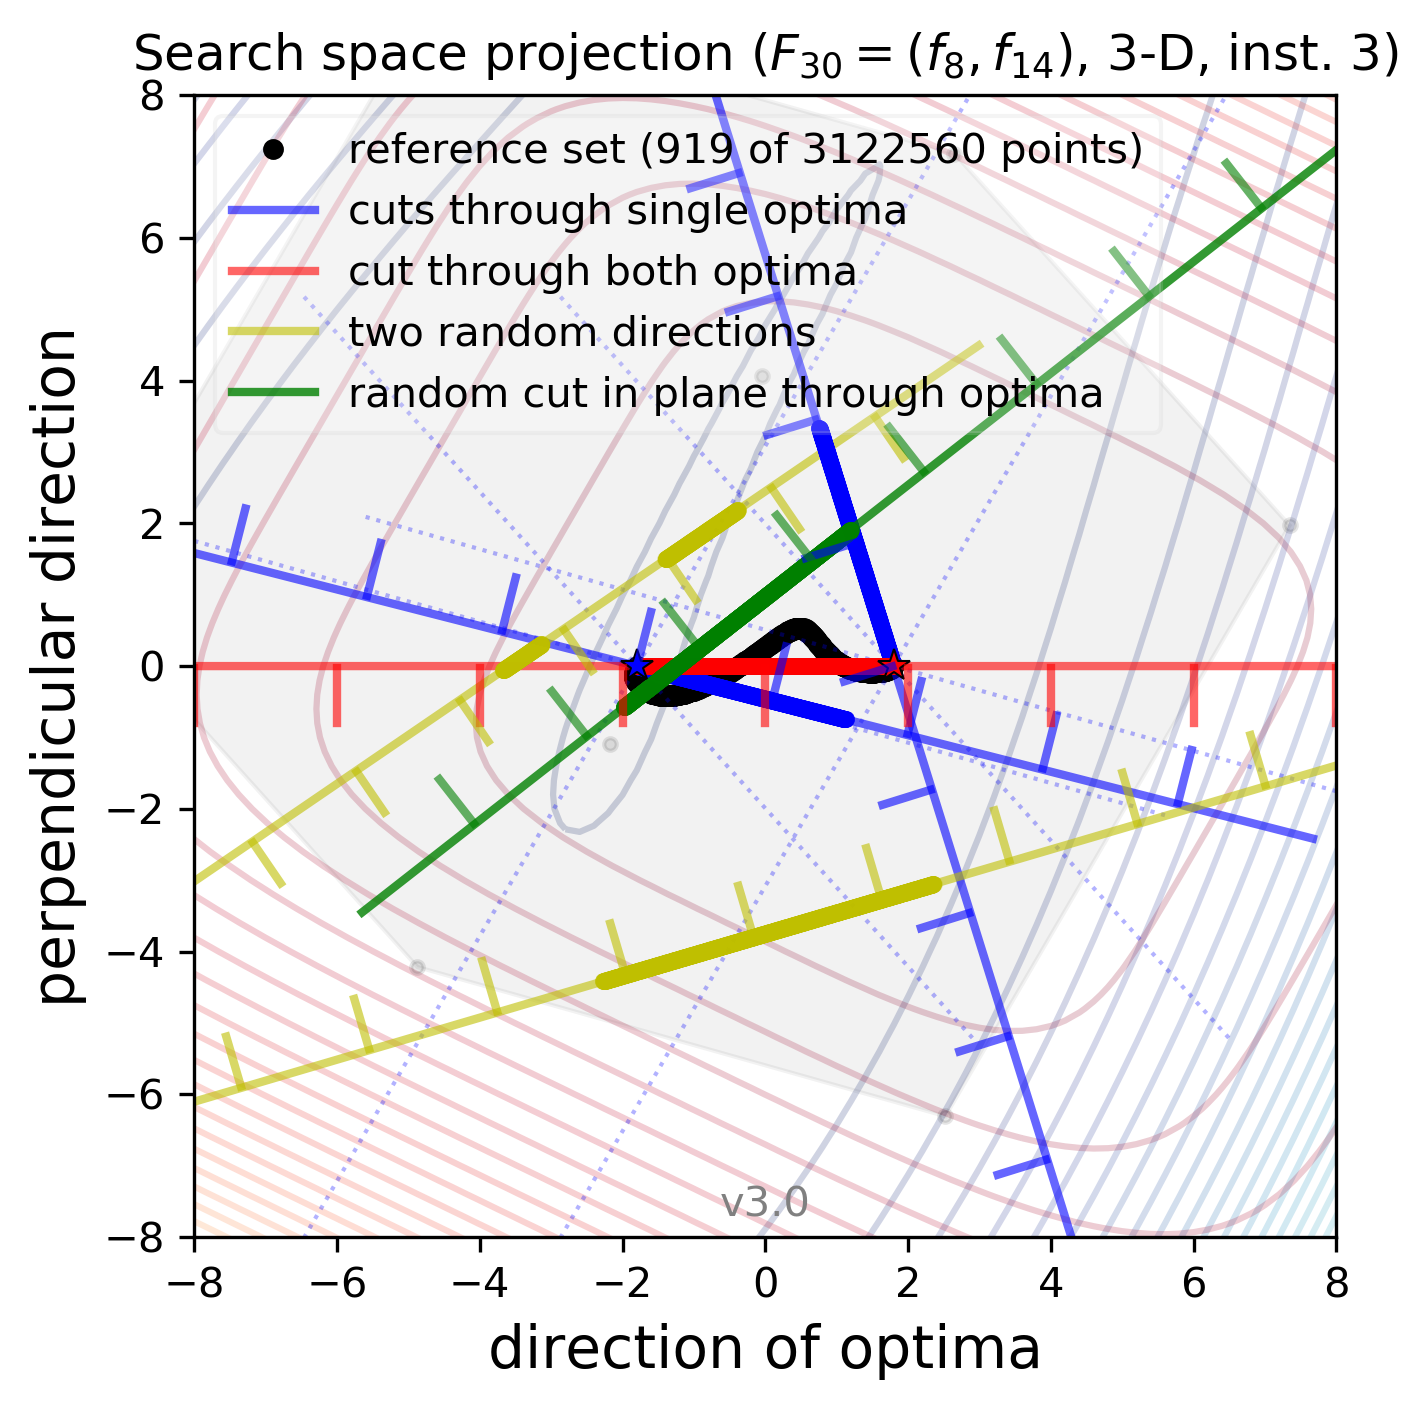 Search space projection (F₃₀ = (f₈, f₁₄), 3-D, inst. 3)
reference set (919 of 3122560 points)
cuts through single optima
cut through both optima
two random directions
random cut in plane through optima
8
6
4
2
0
−2
−4
−6
−8
perpendicular direction
v3.0
−8 −6 −4 −2 0 2 4 6 8
direction of optima